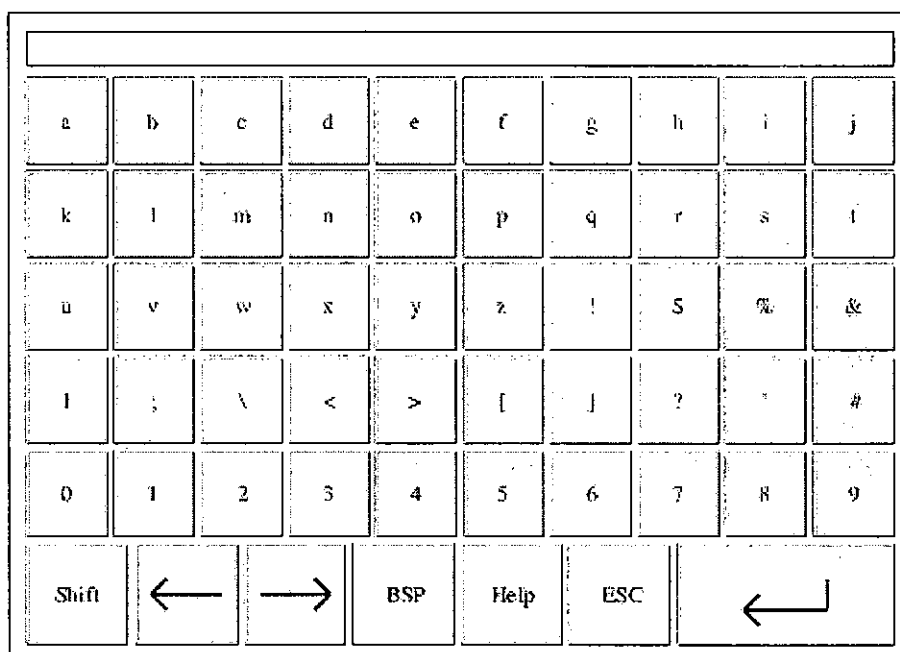 a b c d e f g h i j
k l m n o p q r s t
u v w x y z ! $ % &
; \ < > [ ] ? #
0 1 2 3 4 5 6 7 8 9
Shift ← → BSP Help ESC ↵